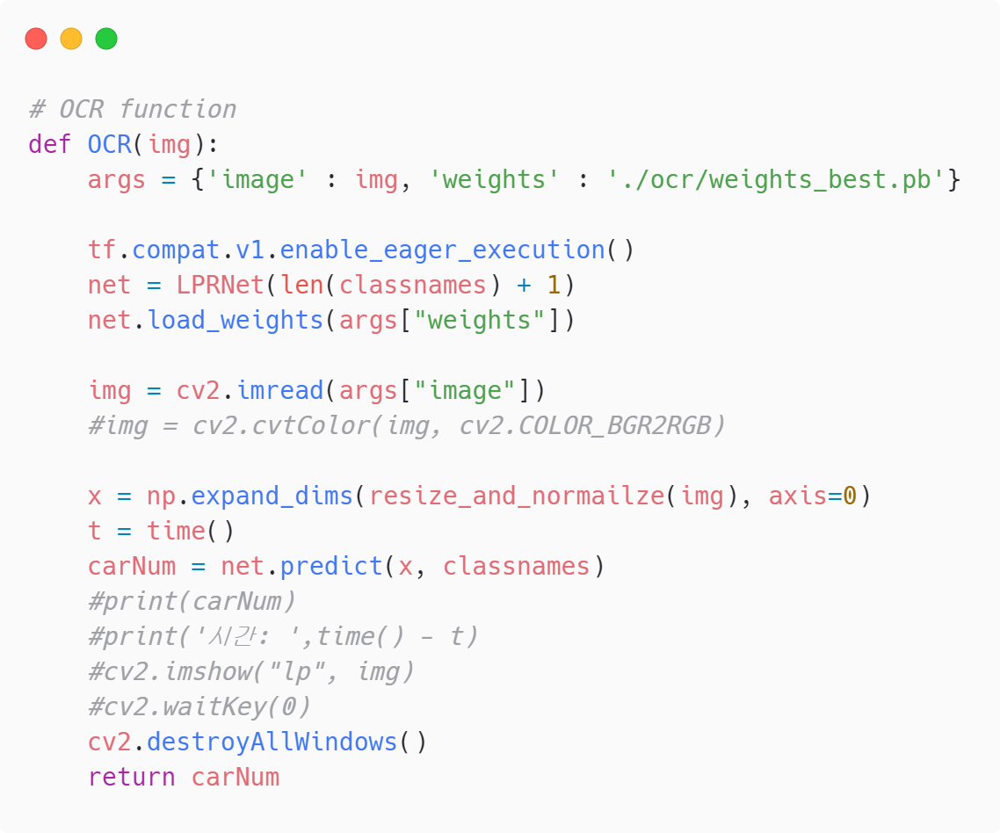 # OCR function
def OCR(img):
    args = {'image' : img, 'weights' : './ocr/weights_best.pb'}

    tf.compat.v1.enable_eager_execution()
    net = LPRNet(len(classnames) + 1)
    net.load_weights(args["weights"])

    img = cv2.imread(args["image"])
    #img = cv2.cvtColor(img, cv2.COLOR_BGR2RGB)

    x = np.expand_dims(resize_and_normailze(img), axis=0)
    t = time()
    carNum = net.predict(x, classnames)
    #print(carNum)
    #print('시간: ',time() - t)
    #cv2.imshow("lp", img)
    #cv2.waitKey(0)
    cv2.destroyAllWindows()
    return carNum